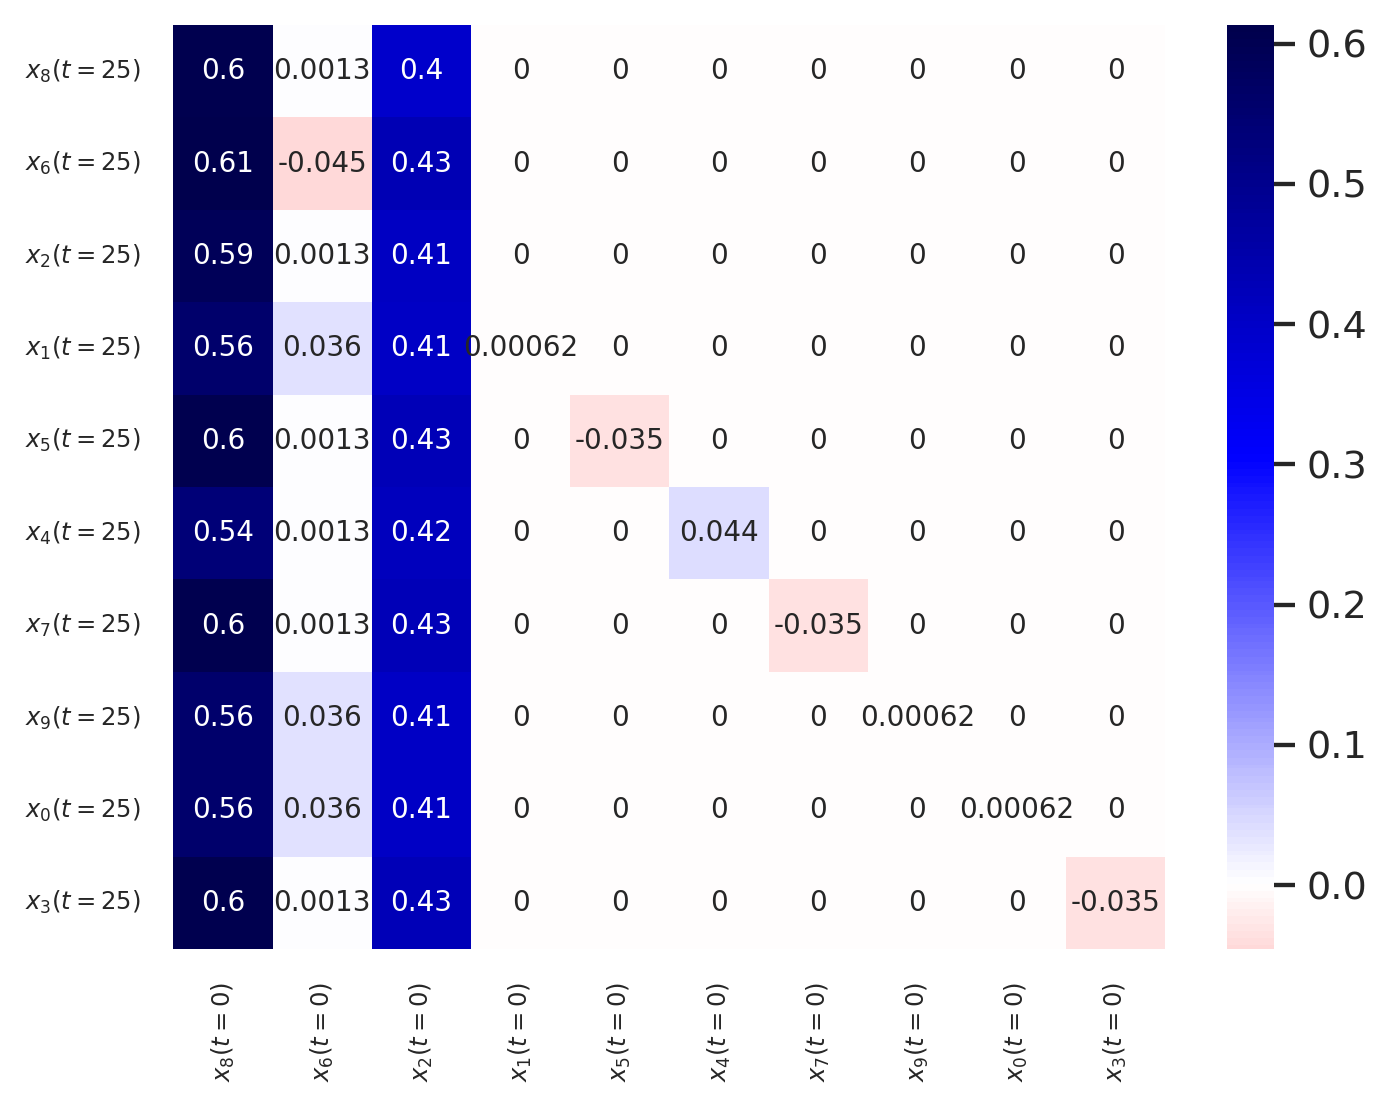 x₈(t = 25) 0.6 0.0013 0.4 0 0 0 0 0 0 0
x₆(t = 25) 0.61 -0.045 0.43 0 0 0 0 0 0 0
x₂(t = 25) 0.59 0.0013 0.41 0 0 0 0 0 0 0
x₁(t = 25) 0.56 0.036 0.41 0.00062 0 0 0 0 0 0
x₅(t = 25) 0.6 0.0013 0.43 0 -0.035 0 0 0 0 0
x₄(t = 25) 0.54 0.0013 0.42 0 0 0.044 0 0 0 0
x₇(t = 25) 0.6 0.0013 0.43 0 0 0 -0.035 0 0 0
x₉(t = 25) 0.56 0.036 0.41 0 0 0 0 0.00062 0 0
x₀(t = 25) 0.56 0.036 0.41 0 0 0 0 0 0.00062 0
x₃(t = 25) 0.6 0.0013 0.43 0 0 0 0 0 0 -0.035
x₈(t = 0)
x₆(t = 0)
x₂(t = 0)
x₁(t = 0)
x₅(t = 0)
x₄(t = 0)
x₇(t = 0)
x₉(t = 0)
x₀(t = 0)
x₃(t = 0)
0.6
0.5
0.4
0.3
0.2
0.1
0.0